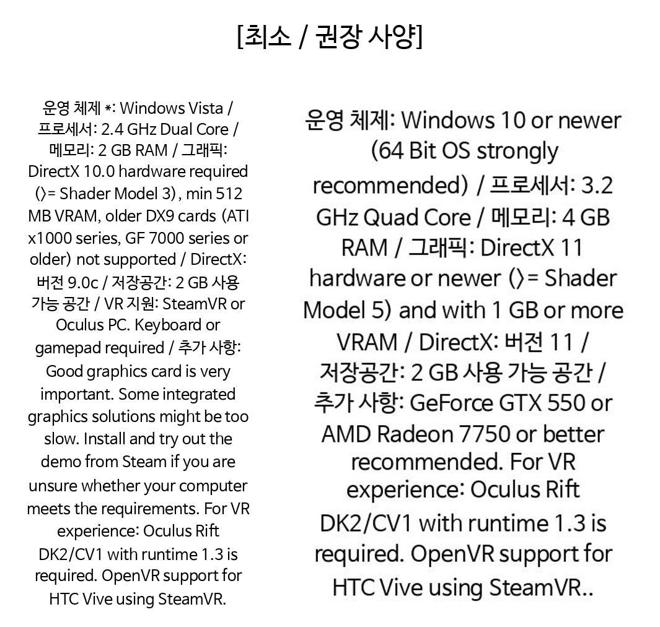 [최소 / 권장 사양]
운영 체제 *: Windows Vista /
프로세서: 2.4 GHz Dual Core /
메모리: 2 GB RAM / 그래픽:
DirectX 10.0 hardware required
(>= Shader Model 3), min 512
MB VRAM, older DX9 cards (ATI
x1000 series, GF 7000 series or
older) not supported / DirectX:
버전 9.0c / 저장공간: 2 GB 사용
가능 공간 / VR 지원: SteamVR or
Oculus PC. Keyboard or
gamepad required / 추가 사항:
Good graphics card is very
important. Some integrated
graphics solutions might be too
slow. Install and try out the
demo from Steam if you are
unsure whether your computer
meets the requirements. For VR
experience: Oculus Rift
DK2/CV1 with runtime 1.3 is
required. OpenVR support for
HTC Vive using SteamVR.
운영 체제: Windows 10 or newer
(64 Bit OS strongly
recommended) / 프로세서: 3.2
GHz Quad Core / 메모리: 4 GB
RAM / 그래픽: DirectX 11
hardware or newer (>= Shader
Model 5) and with 1 GB or more
VRAM / DirectX: 버전 11 /
저장공간: 2 GB 사용 가능 공간 /
추가 사항: GeForce GTX 550 or
AMD Radeon 7750 or better
recommended. For VR
experience: Oculus Rift
DK2/CV1 with runtime 1.3 is
required. OpenVR support for
HTC Vive using SteamVR..